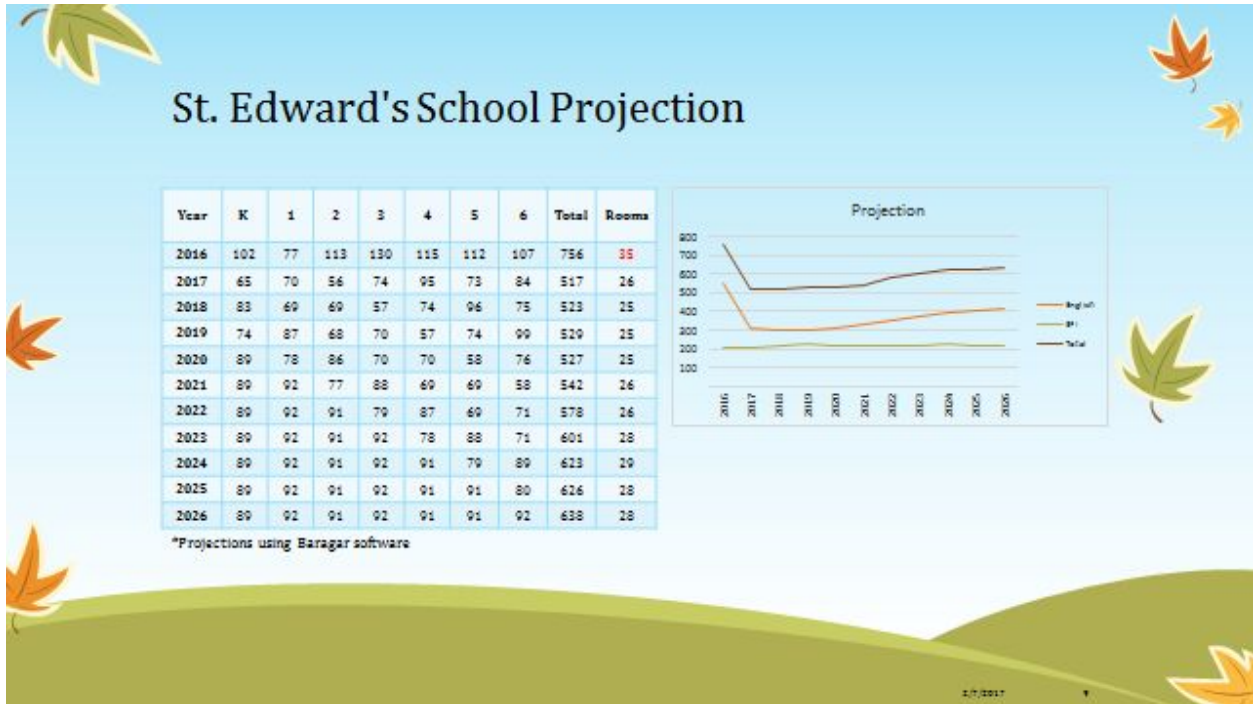 St. Edward's School Projection
Year K 1 2 3 4 5 6 Total Rooms
2016 102 77 113 130 115 112 107 756 35
2017 65 70 56 74 95 73 84 517 26
2018 83 69 69 57 74 96 75 523 25
2019 74 87 68 70 57 74 99 529 25
2020 89 78 86 70 70 58 76 527 25
2021 89 92 77 88 69 69 58 542 26
2022 89 92 91 79 87 69 71 578 26
2023 89 92 91 92 78 88 71 601 28
2024 89 92 91 92 91 79 89 623 29
2025 89 92 91 92 91 91 80 626 28
2026 89 92 91 92 91 91 92 638 28
*Projections using Baragar software
Projection
800
700
600
500
400
300
200
100
2016 2017 2018 2019 2020 2021 2022 2023 2024 2025 2026
English
Total
2/7/2017 9